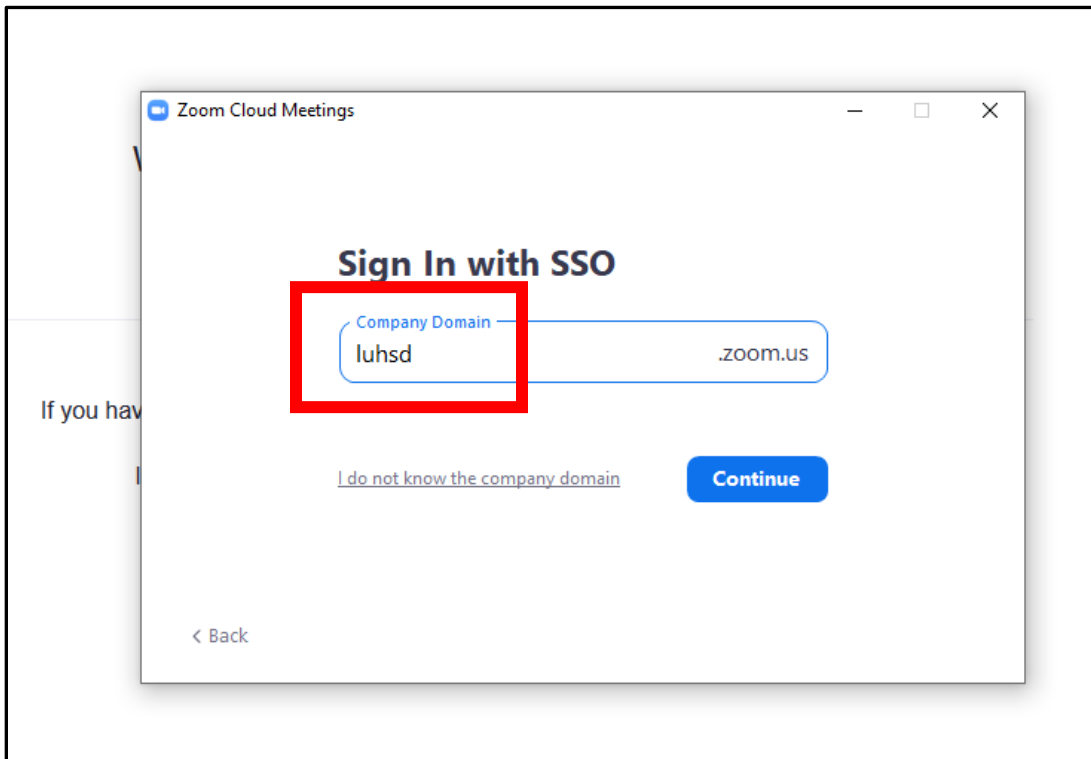 Zoom Cloud Meetings
Sign In with SSO
Company Domain
luhsd .zoom.us
If you hav
I do not know the company domain Continue
< Back